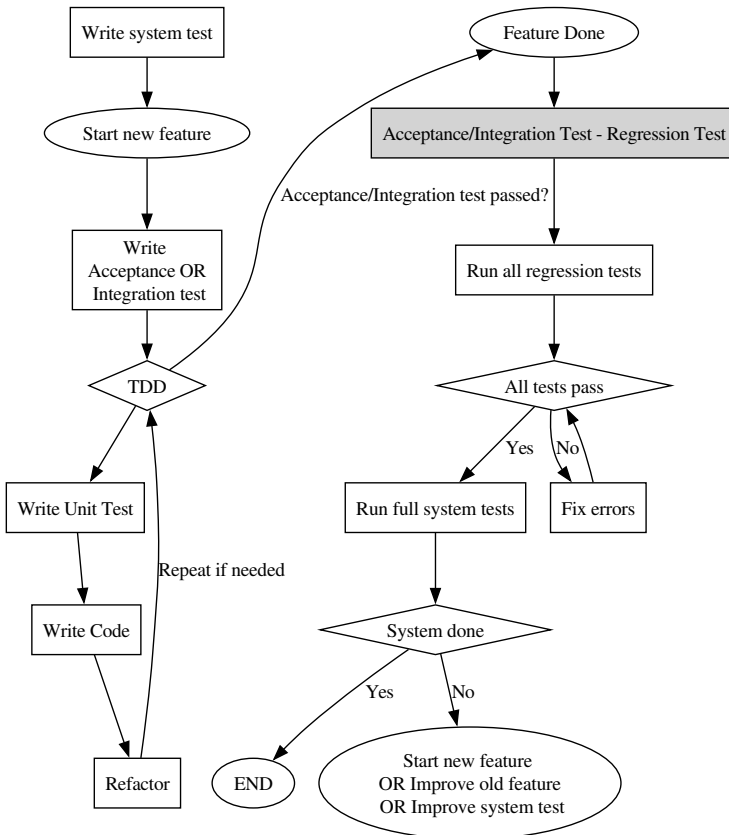 Write system test
Start new feature
Write
Acceptance OR
Integration test
TDD
Write Unit Test
Write Code
Refactor
Repeat if needed
Acceptance/Integration test passed?
Feature Done
Acceptance/Integration Test - Regression Test
Run all regression tests
All tests pass
Yes
No
Run full system tests
Fix errors
System done
Yes
No
END
Start new feature
OR Improve old feature
OR Improve system test